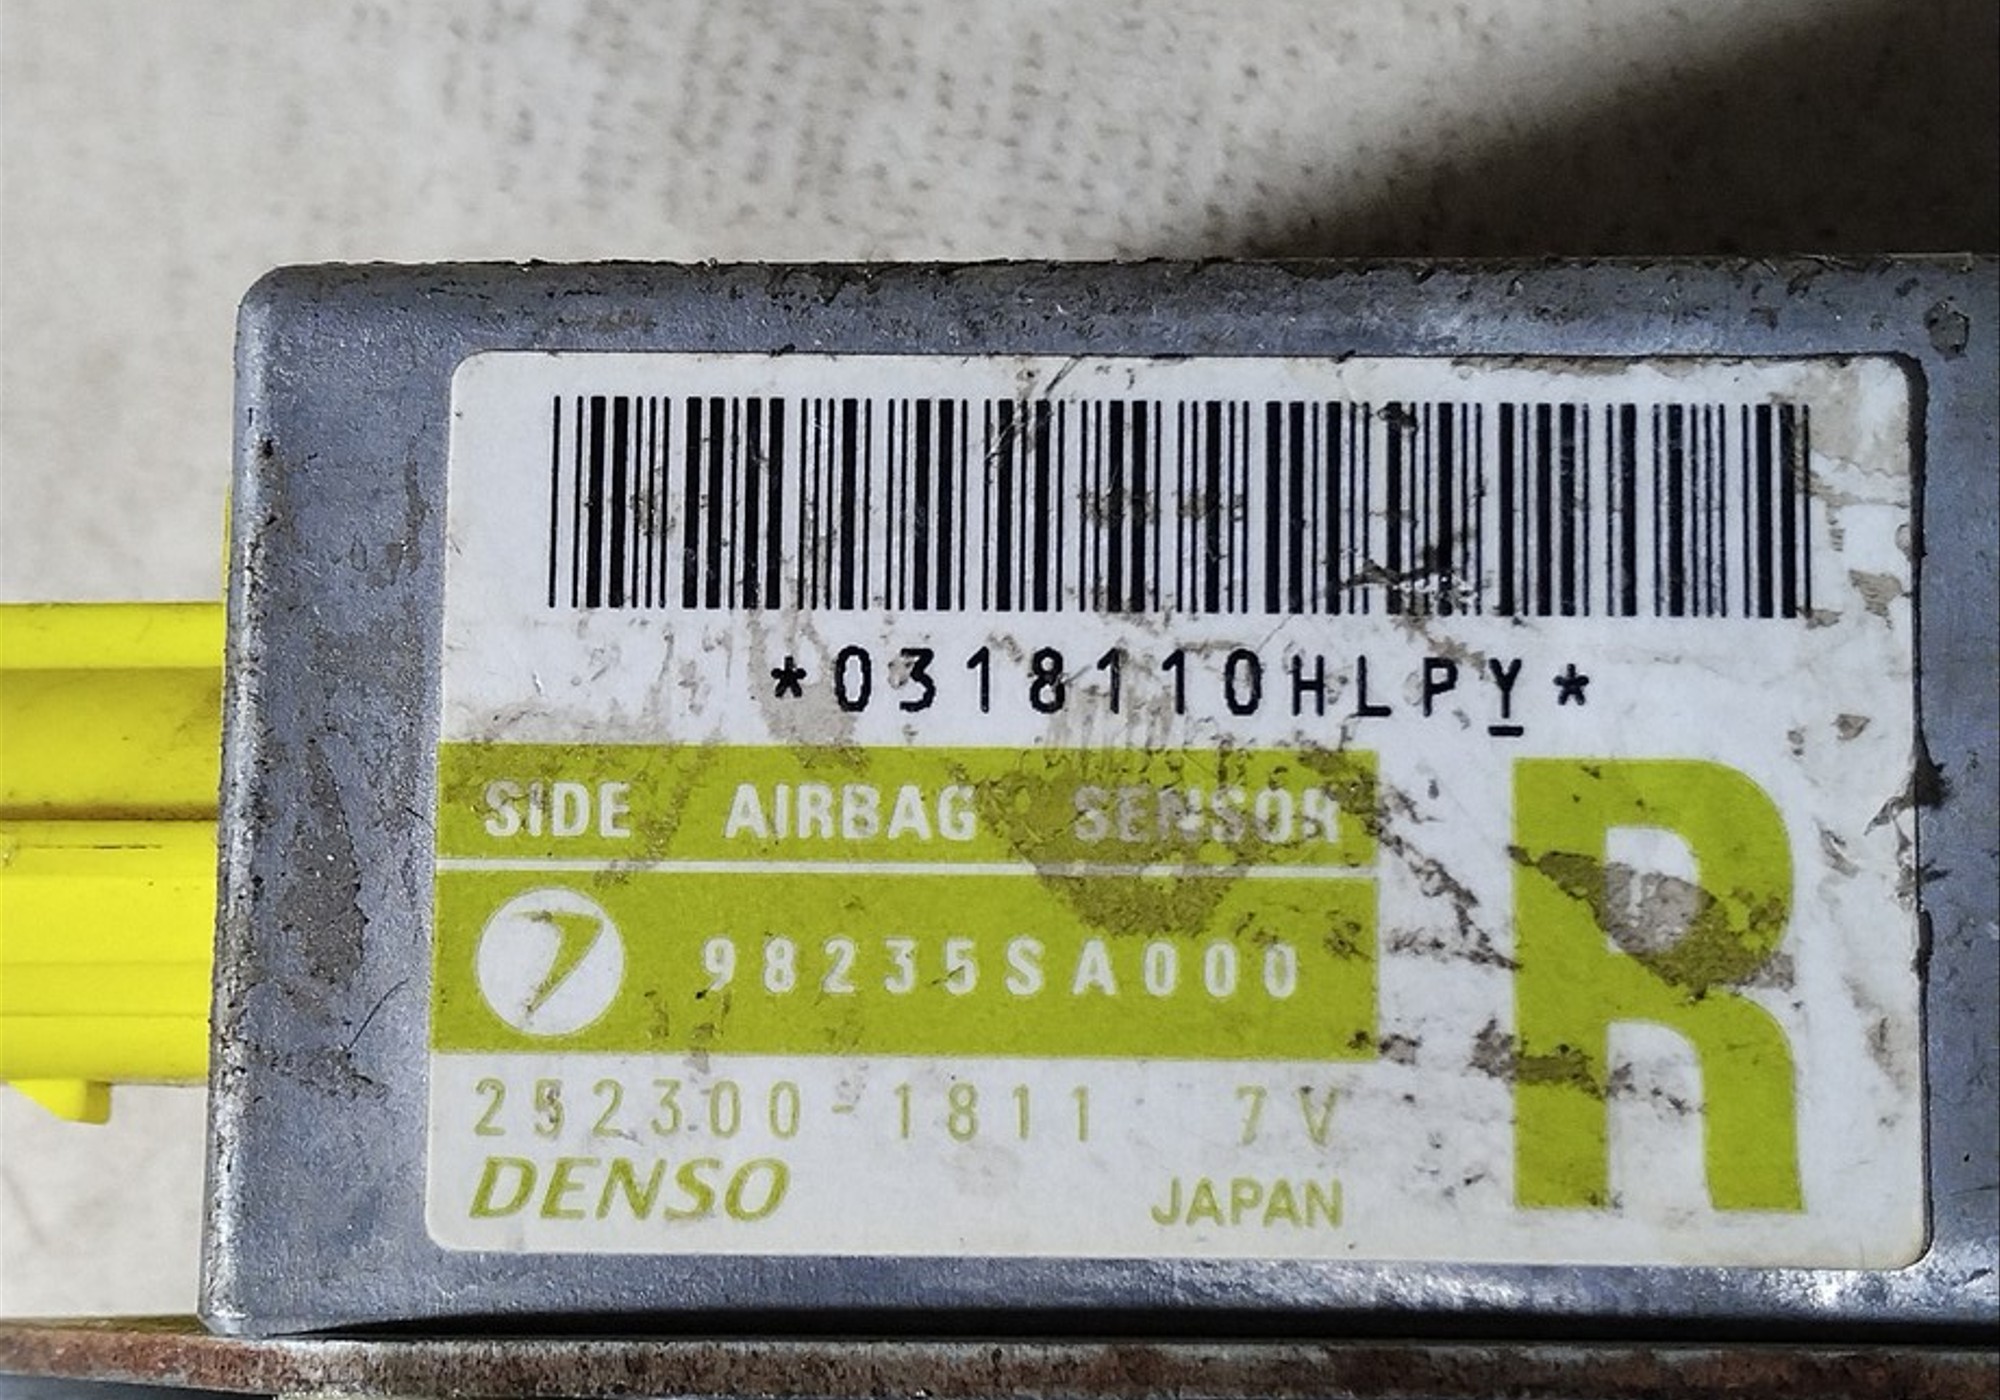 *0318110HLPY*
SIDE AIRBAG SENSOR
98235SA000
R
252300-1811 7V
DENSO JAPAN